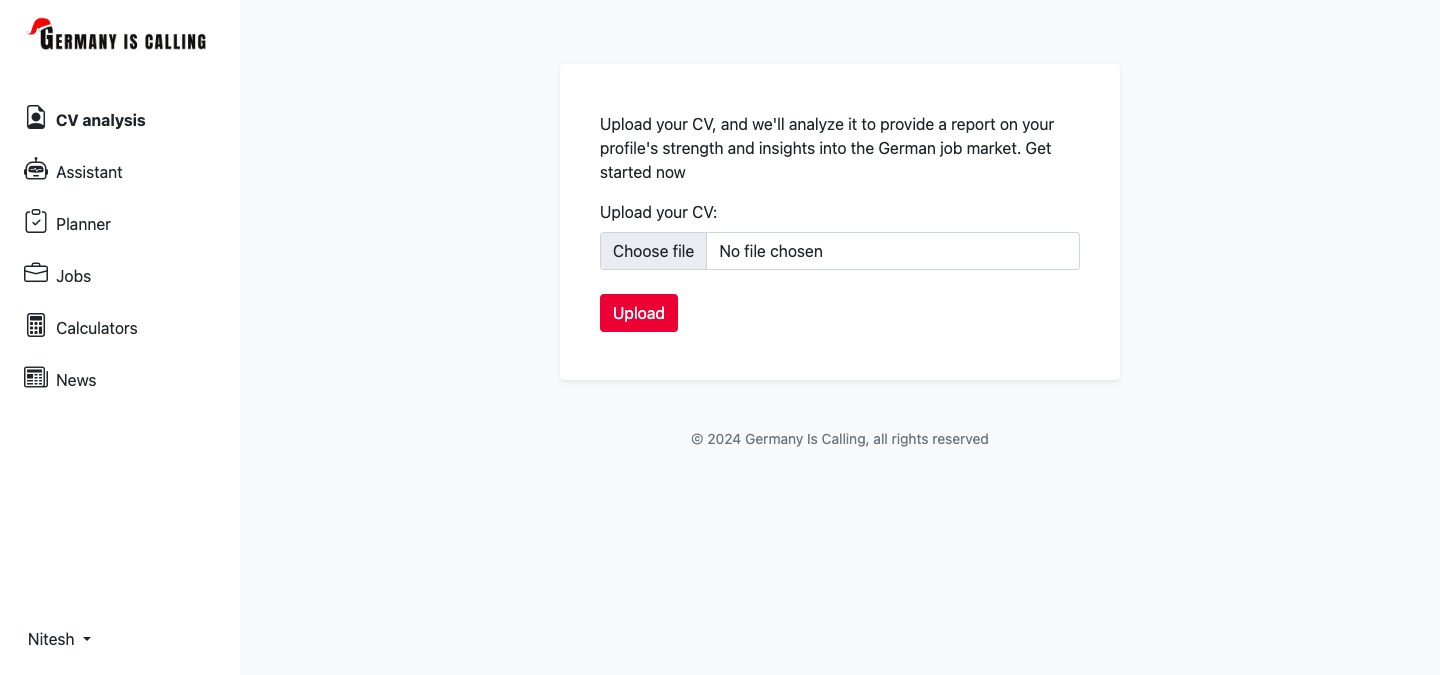 GERMANY IS CALLING
CV analysis
Assistant
Planner
Jobs
Calculators
News
Nitesh
Upload your CV, and we'll analyze it to provide a report on your
profile's strength and insights into the German job market. Get
started now
Upload your CV:
Choose file No file chosen
Upload
© 2024 Germany Is Calling, all rights reserved